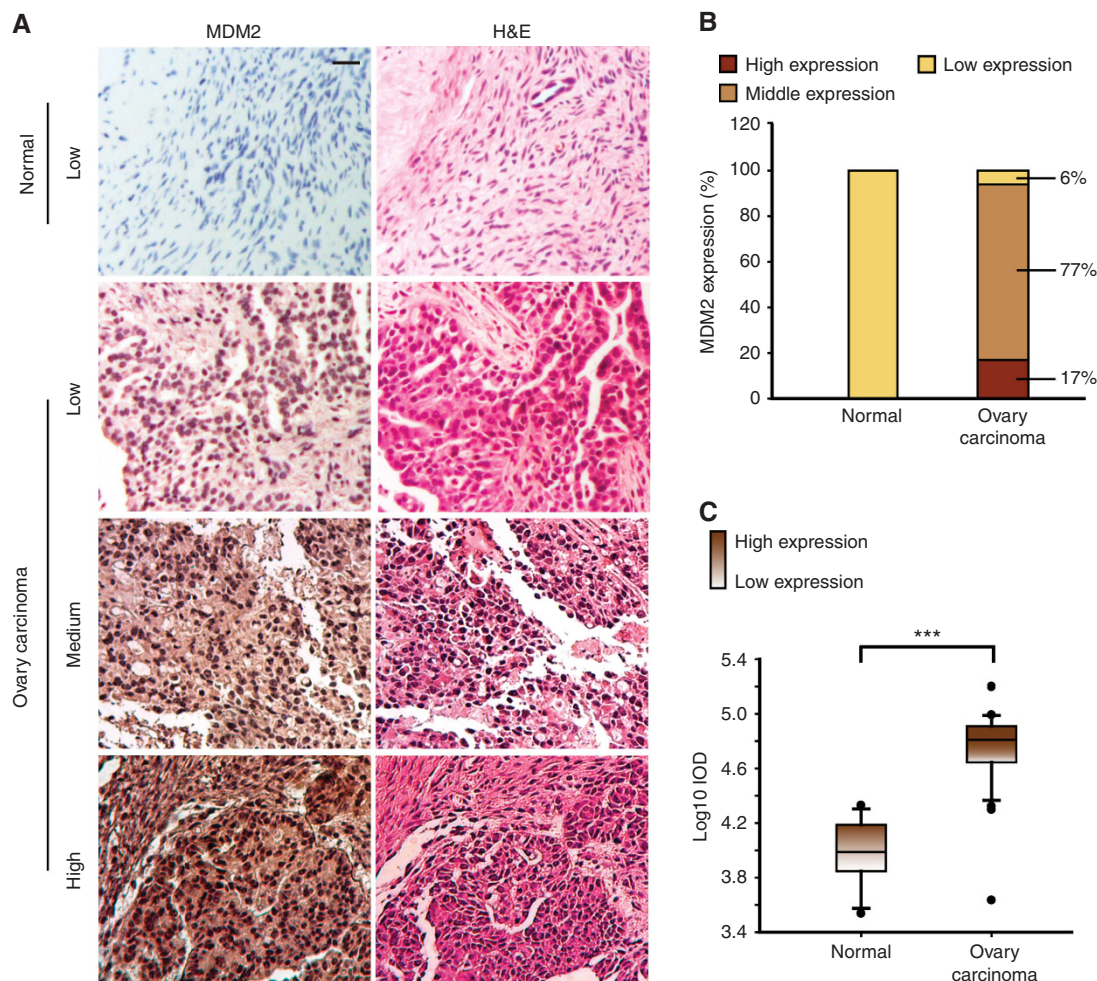 A
MDM2
H&E
Normal
Low
Ovary carcinoma
Low
Medium
High
B
High expression
Low expression
Middle expression
MDM2 expression (%)
120
100
80
60
40
20
0
6%
77%
17%
Normal
Ovary
carcinoma
C
High expression
Low expression
***
Log10 IOD
5.4
5.0
4.6
4.2
3.8
3.4
Normal
Ovary
carcinoma